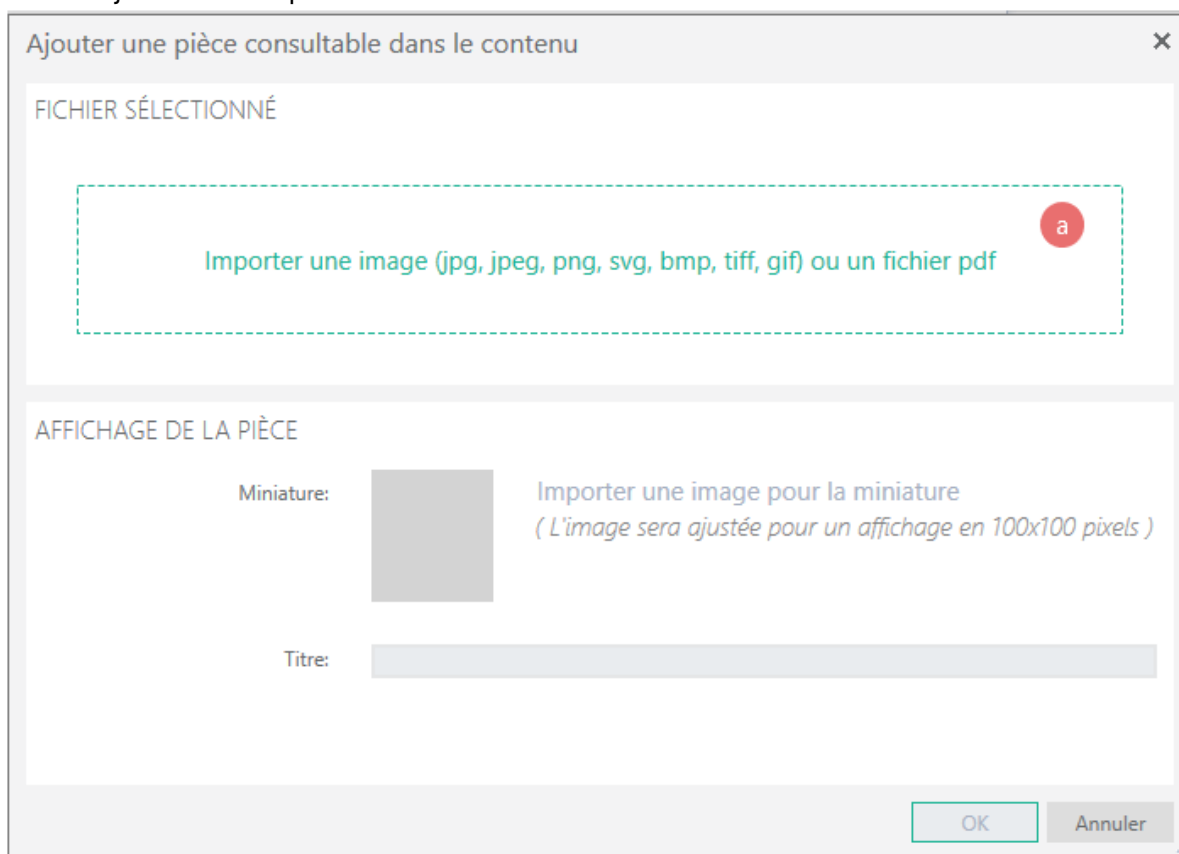 Ajouter une pièce consultable dans le contenu
FICHIER SÉLECTIONNÉ
a
Importer une image (jpg, jpeg, png, svg, bmp, tiff, gif) ou un fichier pdf
AFFICHAGE DE LA PIÈCE
Miniature:
Importer une image pour la miniature
( L'image sera ajustée pour un affichage en 100x100 pixels )
Titre:
OK Annuler